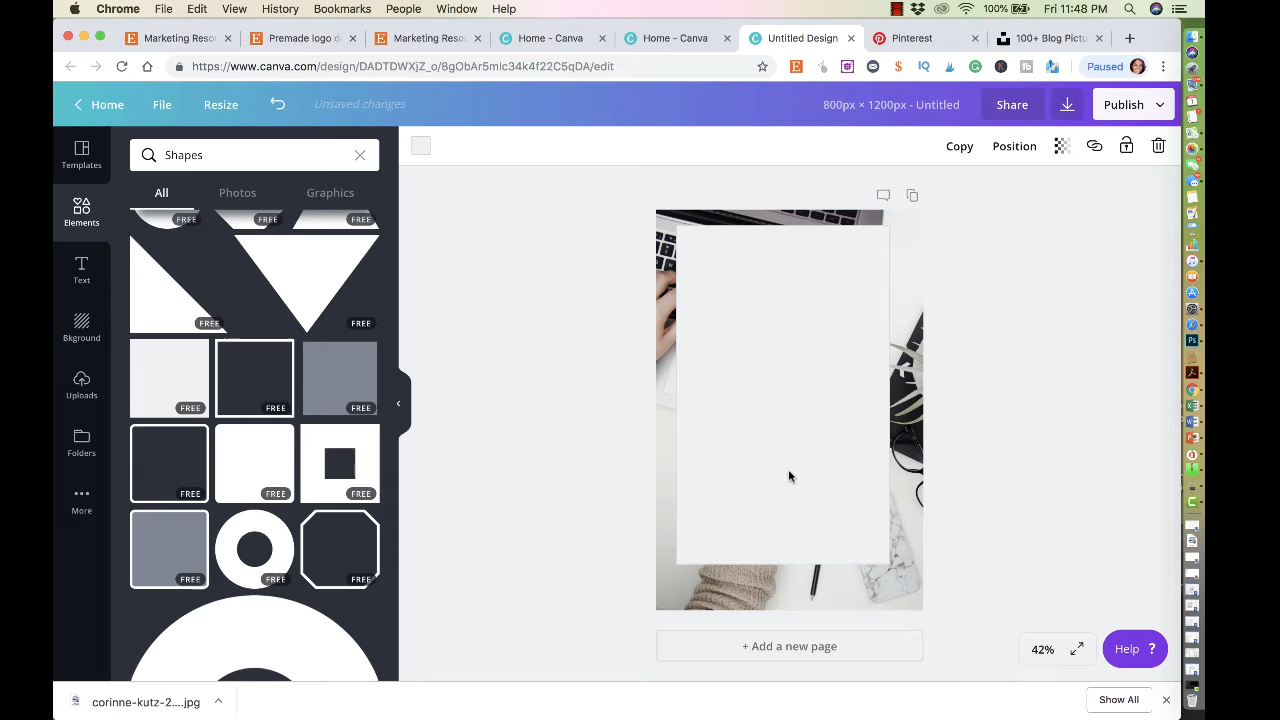 Chrome File Edit View History Bookmarks People Window Help 100% Fri 11:48 PM
Marketing Reso Premade logo d Marketing Reso Home - Canva Home - Canva Untitled Design Pinterest 100+ Blog Pictu
https://www.canva.com/design/DADTDWXjZ_o/8gObAr5mlc34k4f22C5qDA/edit Paused
Home File Resize Unsaved changes 800px × 1200px - Untitled Share Publish
Templates
Elements
Text
Bkground
Uploads
Folders
More
Shapes
All Photos Graphics
FREE FREE FREE
FREE FREE
FREE FREE FREE
FREE FREE FREE
FREE FREE FREE
Copy Position
+ Add a new page
42% Help ?
corinne-kutz-2....jpg Show All